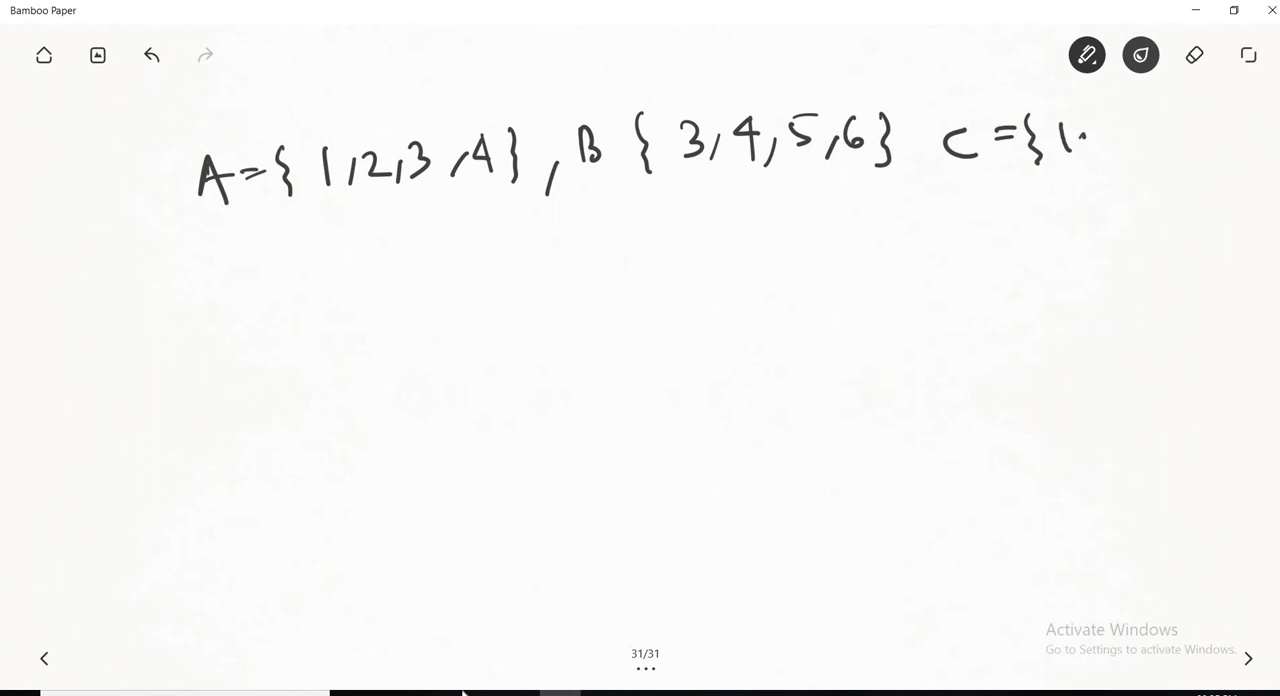 Bamboo Paper
A={1,2,3,4}, B {3,4,5,6} C={1.
Activate Windows
Go to Settings to activate Windows.
31/31